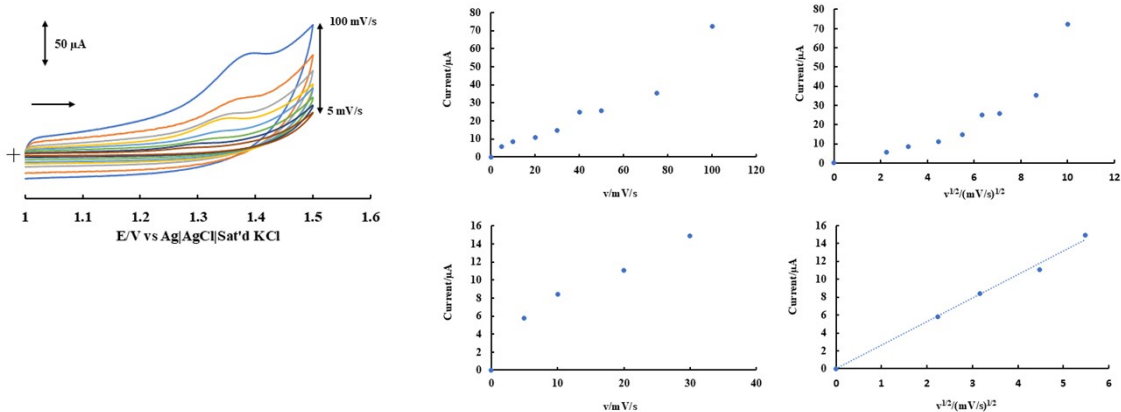 100 mV/s
50 µA
5 mV/s
1 1.1 1.2 1.3 1.4 1.5 1.6
E/V vs Ag|AgCl|Sat'd KCl
80
70
60
50
40
30
20
10
0
Current/µA
0 20 40 60 80 100 120
v/mV/s
80
70
60
50
40
30
20
10
0
Current/µA
0 2 4 6 8 10 12
v^1/2/(mV/s)^1/2
16
14
12
10
8
6
4
2
0
Current/µA
0 10 20 30 40
v/mV/s
16
14
12
10
8
6
4
2
0
Current/µA
0 1 2 3 4 5 6
v^1/2/(mV/s)^1/2